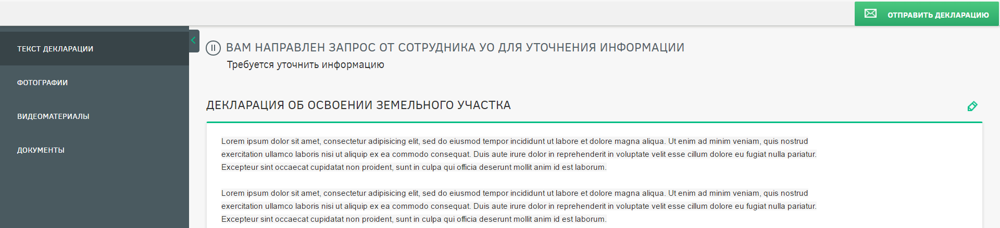 ОТПРАВИТЬ ДЕКЛАРАЦИЮ
ТЕКСТ ДЕКЛАРАЦИИ
ФОТОГРАФИИ
ВИДЕОМАТЕРИАЛЫ
ДОКУМЕНТЫ
ВАМ НАПРАВЛЕН ЗАПРОС ОТ СОТРУДНИКА УО ДЛЯ УТОЧНЕНИЯ ИНФОРМАЦИИ
Требуется уточнить информацию
ДЕКЛАРАЦИЯ ОБ ОСВОЕНИИ ЗЕМЕЛЬНОГО УЧАСТКА
Lorem ipsum dolor sit amet, consectetur adipisicing elit, sed do eiusmod tempor incididunt ut labore et dolore magna aliqua. Ut enim ad minim veniam, quis nostrud
exercitation ullamco laboris nisi ut aliquip ex ea commodo consequat. Duis aute irure dolor in reprehenderit in voluptate velit esse cillum dolore eu fugiat nulla pariatur.
Excepteur sint occaecat cupidatat non proident, sunt in culpa qui officia deserunt mollit anim id est laborum.
Lorem ipsum dolor sit amet, consectetur adipisicing elit, sed do eiusmod tempor incididunt ut labore et dolore magna aliqua. Ut enim ad minim veniam, quis nostrud
exercitation ullamco laboris nisi ut aliquip ex ea commodo consequat. Duis aute irure dolor in reprehenderit in voluptate velit esse cillum dolore eu fugiat nulla pariatur.
Excepteur sint occaecat cupidatat non proident, sunt in culpa qui officia deserunt mollit anim id est laborum.